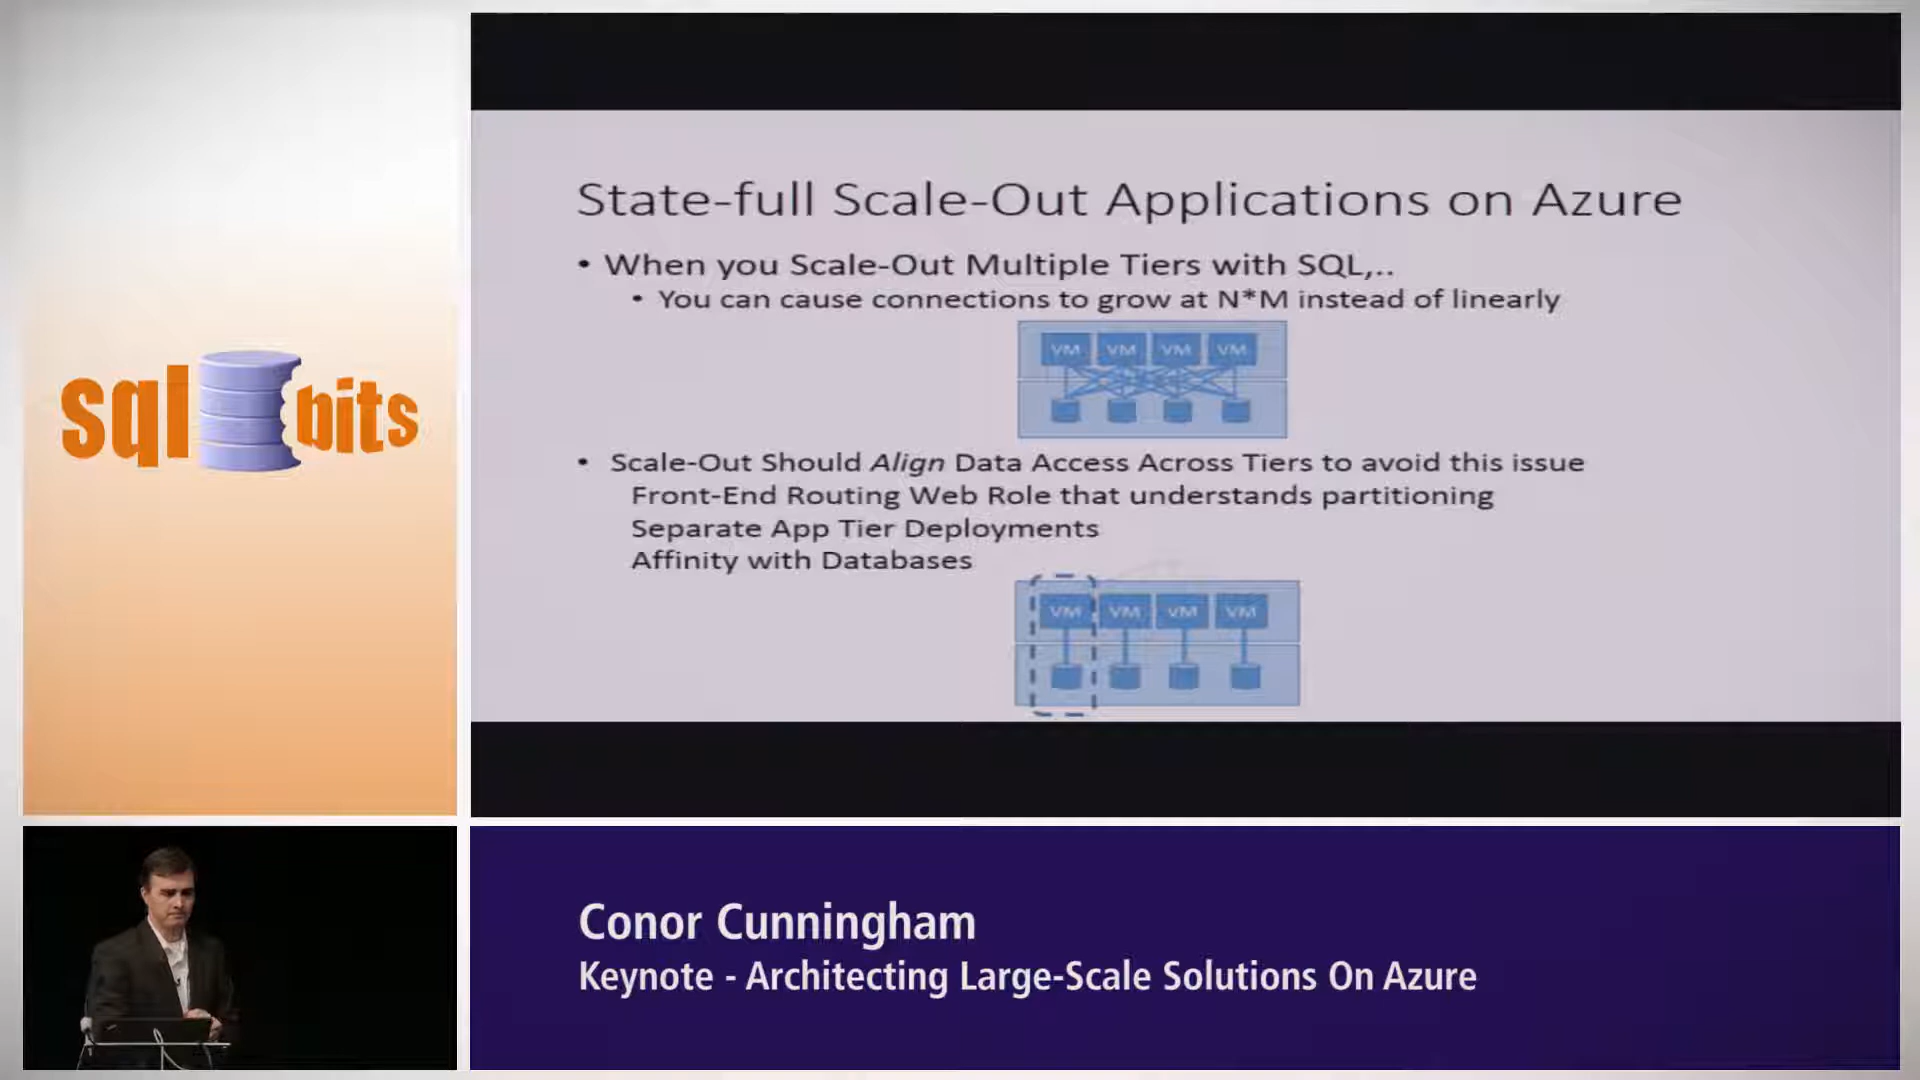 State-full Scale-Out Applications on Azure
• When you Scale-Out Multiple Tiers with SQL,..
• You can cause connections to grow at N*M instead of linearly
VM VM VM VM
• Scale-Out Should Align Data Access Across Tiers to avoid this issue
Front-End Routing Web Role that understands partitioning
Separate App Tier Deployments
Affinity with Databases
VM VM VM VM
sql bits
Conor Cunningham
Keynote - Architecting Large-Scale Solutions On Azure